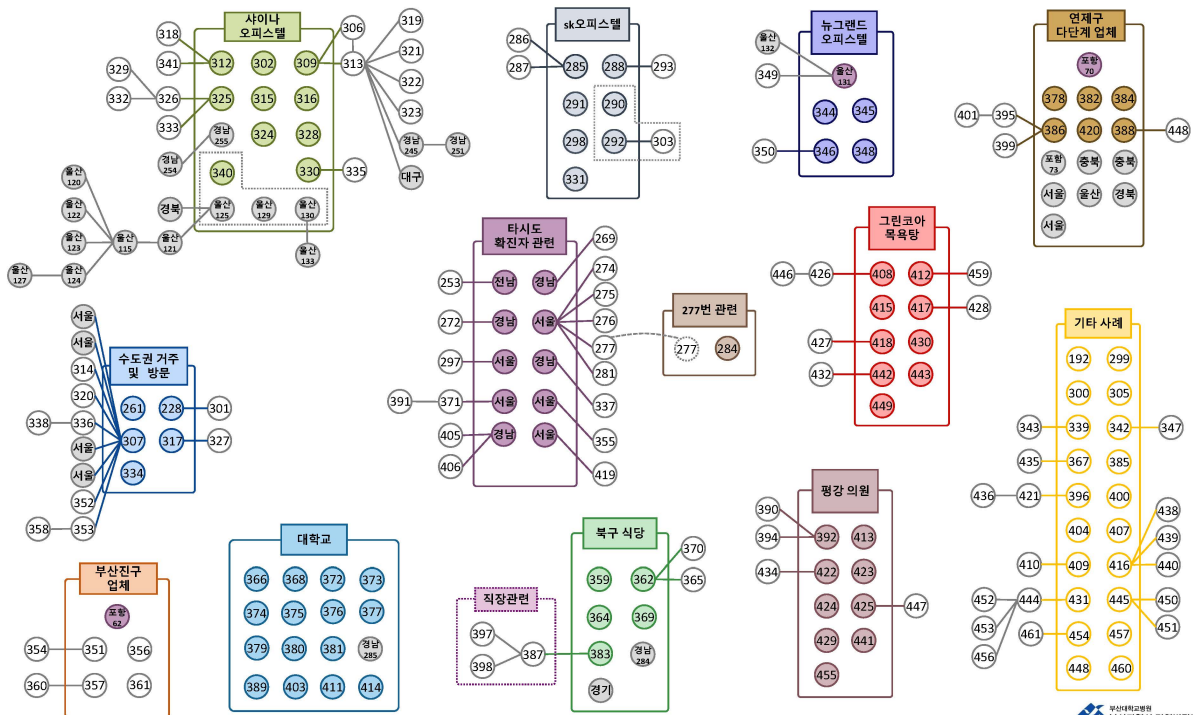 샤이나
오피스텔
318
341
312
302
309
306
313
319
321
322
323
경남
245
경남
251
대구
329
332
326
333
325
315
316
경남
255
경남
254
324
328
340
330
335
울산
120
울산
122
울산
123
울산
127
울산
124
울산
115
울산
121
경북
울산
125
울산
129
울산
130
울산
133
sk오피스텔
286
287
285
288
293
291
290
298
292
303
331
뉴그랜드
오피스텔
울산
132
349
울산
131
344
345
350
346
348
연제구
다단계 업체
포항
70
378
382
384
401
395
399
386
420
388
448
포항
73
충북
충북
서울
울산
경북
서울
타시도
확진자 관련
253
전남
경남
269
272
경남
서울
274
275
276
277
281
297
서울
경남
337
391
371
서울
서울
355
405
406
경남
서울
419
277번 관련
277
284
그린코아
목욕탕
446
426
408
412
459
415
417
428
427
418
430
432
442
443
449
기타 사례
192
299
300
305
343
339
342
347
435
367
385
436
421
396
400
404
407
438
439
440
410
409
416
452
453
456
444
431
445
450
451
461
454
457
448
460
수도권 거주
및 방문
서울
서울
314
320
338
336
서울
서울
352
358
353
261
228
301
307
317
327
334
부산진구
업체
포항
62
354
351
356
360
357
361
대학교
366
368
372
373
374
375
376
377
379
380
381
경남
285
389
403
411
414
북구 식당
359
362
370
365
364
369
383
경남
284
경기
직장관련
397
398
387
평강 의원
390
394
392
413
434
422
423
424
425
447
429
441
455
부산대학교병원